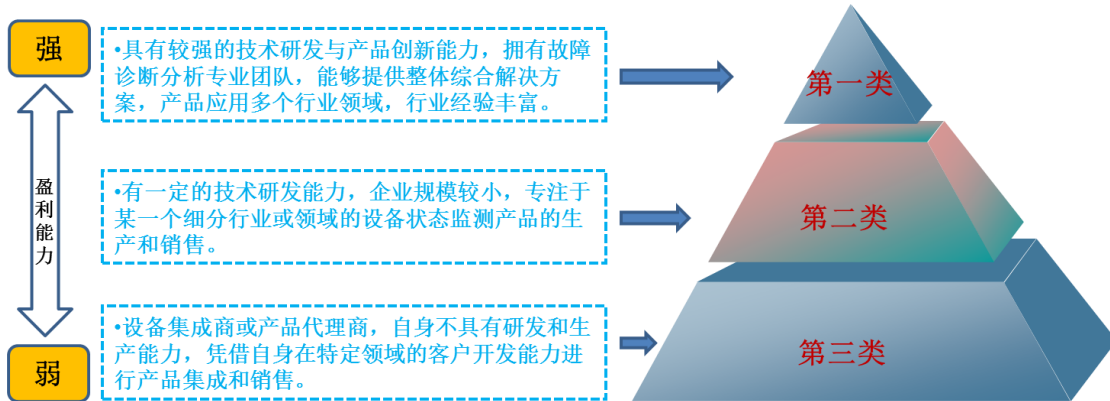 强
•具有较强的技术研发与产品创新能力，拥有故障
诊断分析专业团队，能够提供整体综合解决方
案，产品应用多个行业领域，行业经验丰富。
第一类
盈利能力
•有一定的技术研发能力，企业规模较小，专注于
某一个细分行业或领域的设备状态监测产品的生
产和销售。
第二类
弱
•设备集成商或产品代理商，自身不具有研发和生
产能力，凭借自身在特定领域的客户开发能力进
行产品集成和销售。
第三类